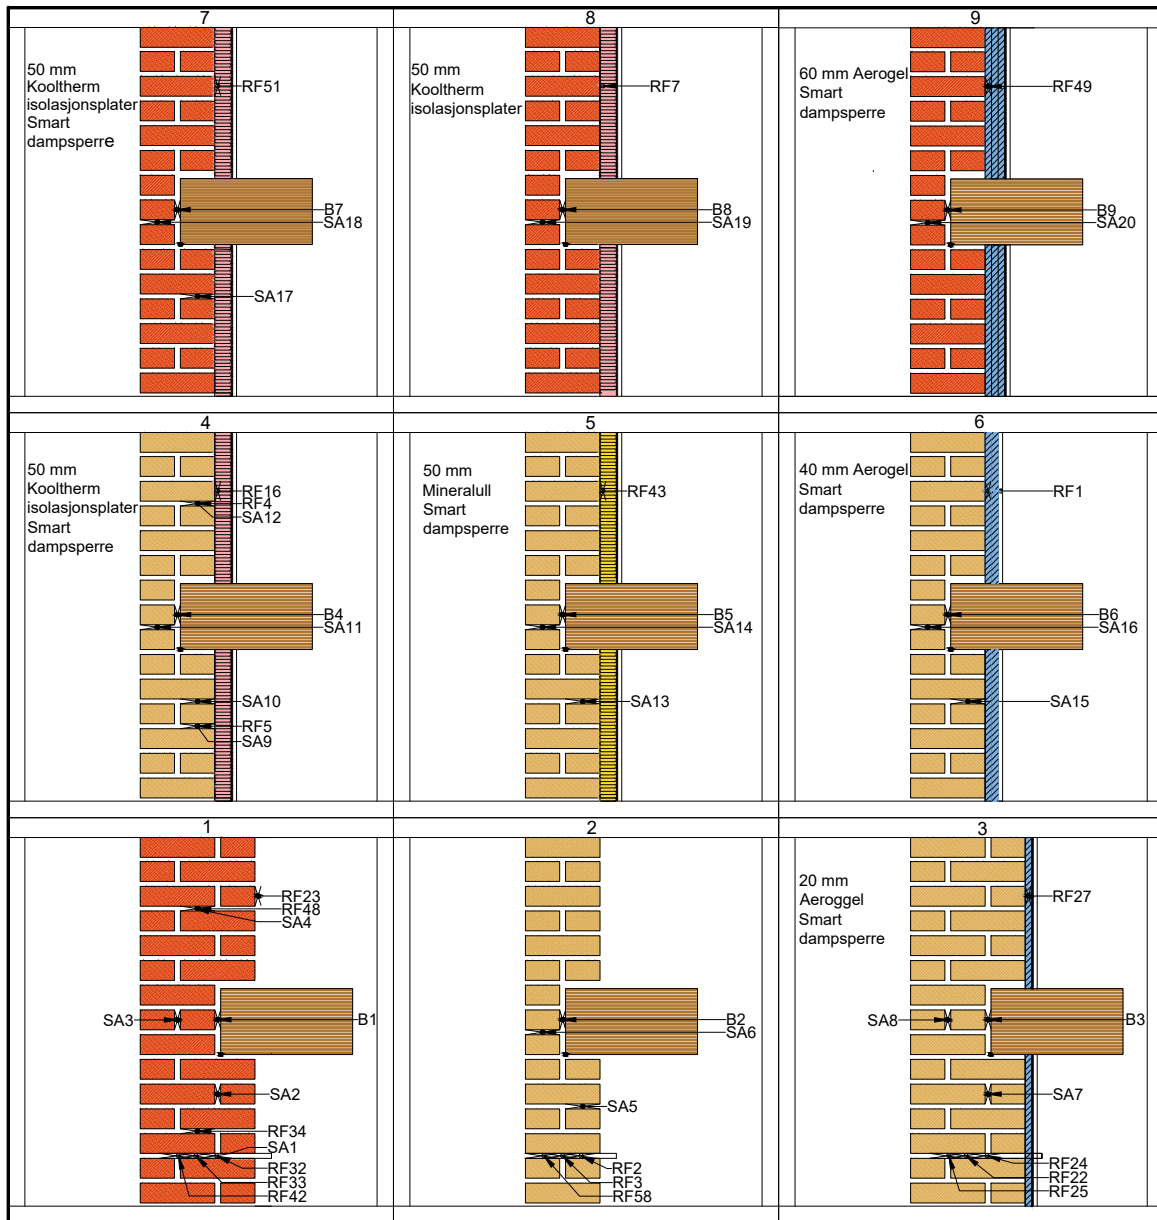 7
50 mm
Kooltherm
isolasjonsplater
Smart
dampsperre
RF51
B7
SA18
SA17
8
50 mm
Kooltherm
isolasjonsplater
RF7
B8
SA19
9
60 mm Aerogel
Smart
dampsperre
RF49
B9
SA20
4
50 mm
Kooltherm
isolasjonsplater
Smart
dampsperre
RF16
RF4
SA12
B4
SA11
SA10
RF5
SA9
5
50 mm
Mineralull
Smart
dampsperre
RF43
B5
SA14
SA13
6
40 mm Aerogel
Smart
dampsperre
RF1
B6
SA16
SA15
1
RF23
RF48
SA4
SA3
B1
SA2
RF34
SA1
RF32
RF33
RF42
2
B2
SA6
SA5
RF2
RF3
RF58
3
20 mm
Aeroggel
Smart
dampsperre
RF27
SA8
B3
SA7
RF24
RF22
RF25